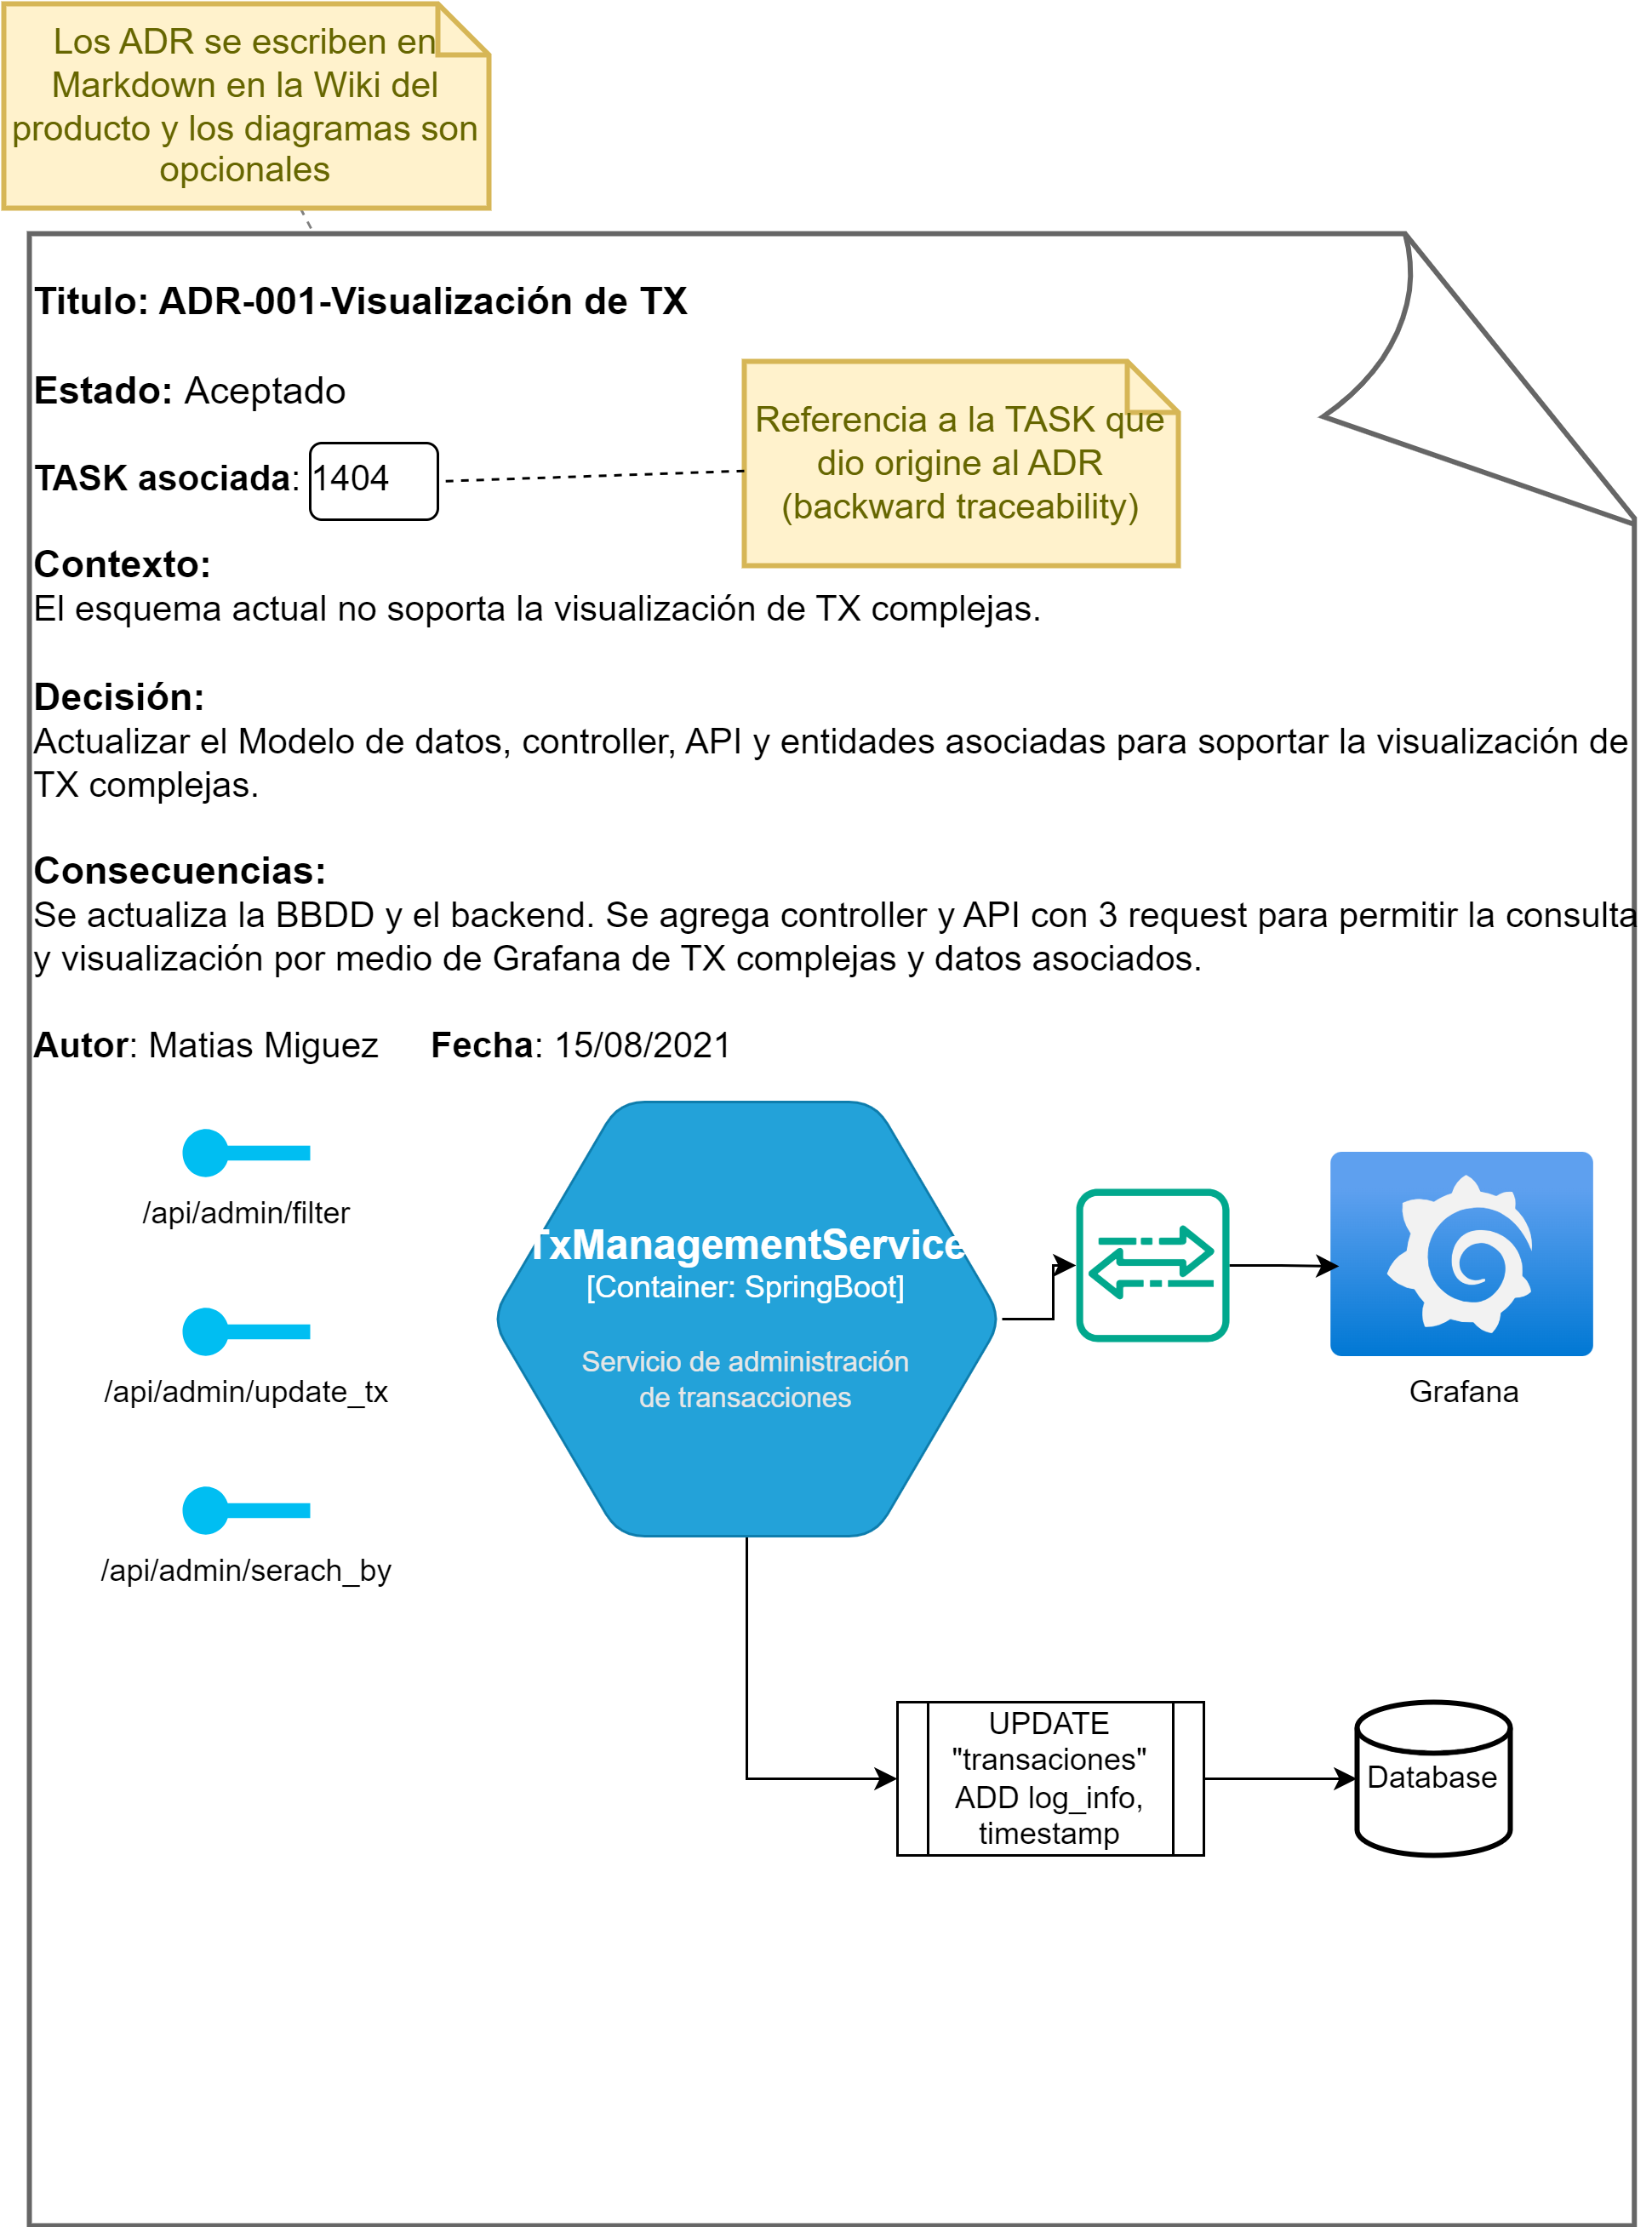 Los ADR se escriben en
Markdown en la Wiki del
producto y los diagramas son
opcionales
Titulo: ADR-001-Visualización de TX
Estado: Aceptado
TASK asociada: 1404
Referencia a la TASK que
dio origine al ADR
(backward traceability)
Contexto:
El esquema actual no soporta la visualización de TX complejas.
Decisión:
Actualizar el Modelo de datos, controller, API y entidades asociadas para soportar la visualización de
TX complejas.
Consecuencias:
Se actualiza la BBDD y el backend. Se agrega controller y API con 3 request para permitir la consulta
y visualización por medio de Grafana de TX complejas y datos asociados.
Autor: Matias Miguez Fecha: 15/08/2021
/api/admin/filter
/api/admin/update_tx
/api/admin/serach_by
TxManagementService
[Container: SpringBoot]
Servicio de administración
de transacciones
Grafana
UPDATE
"transaciones"
ADD log_info,
timestamp
Database